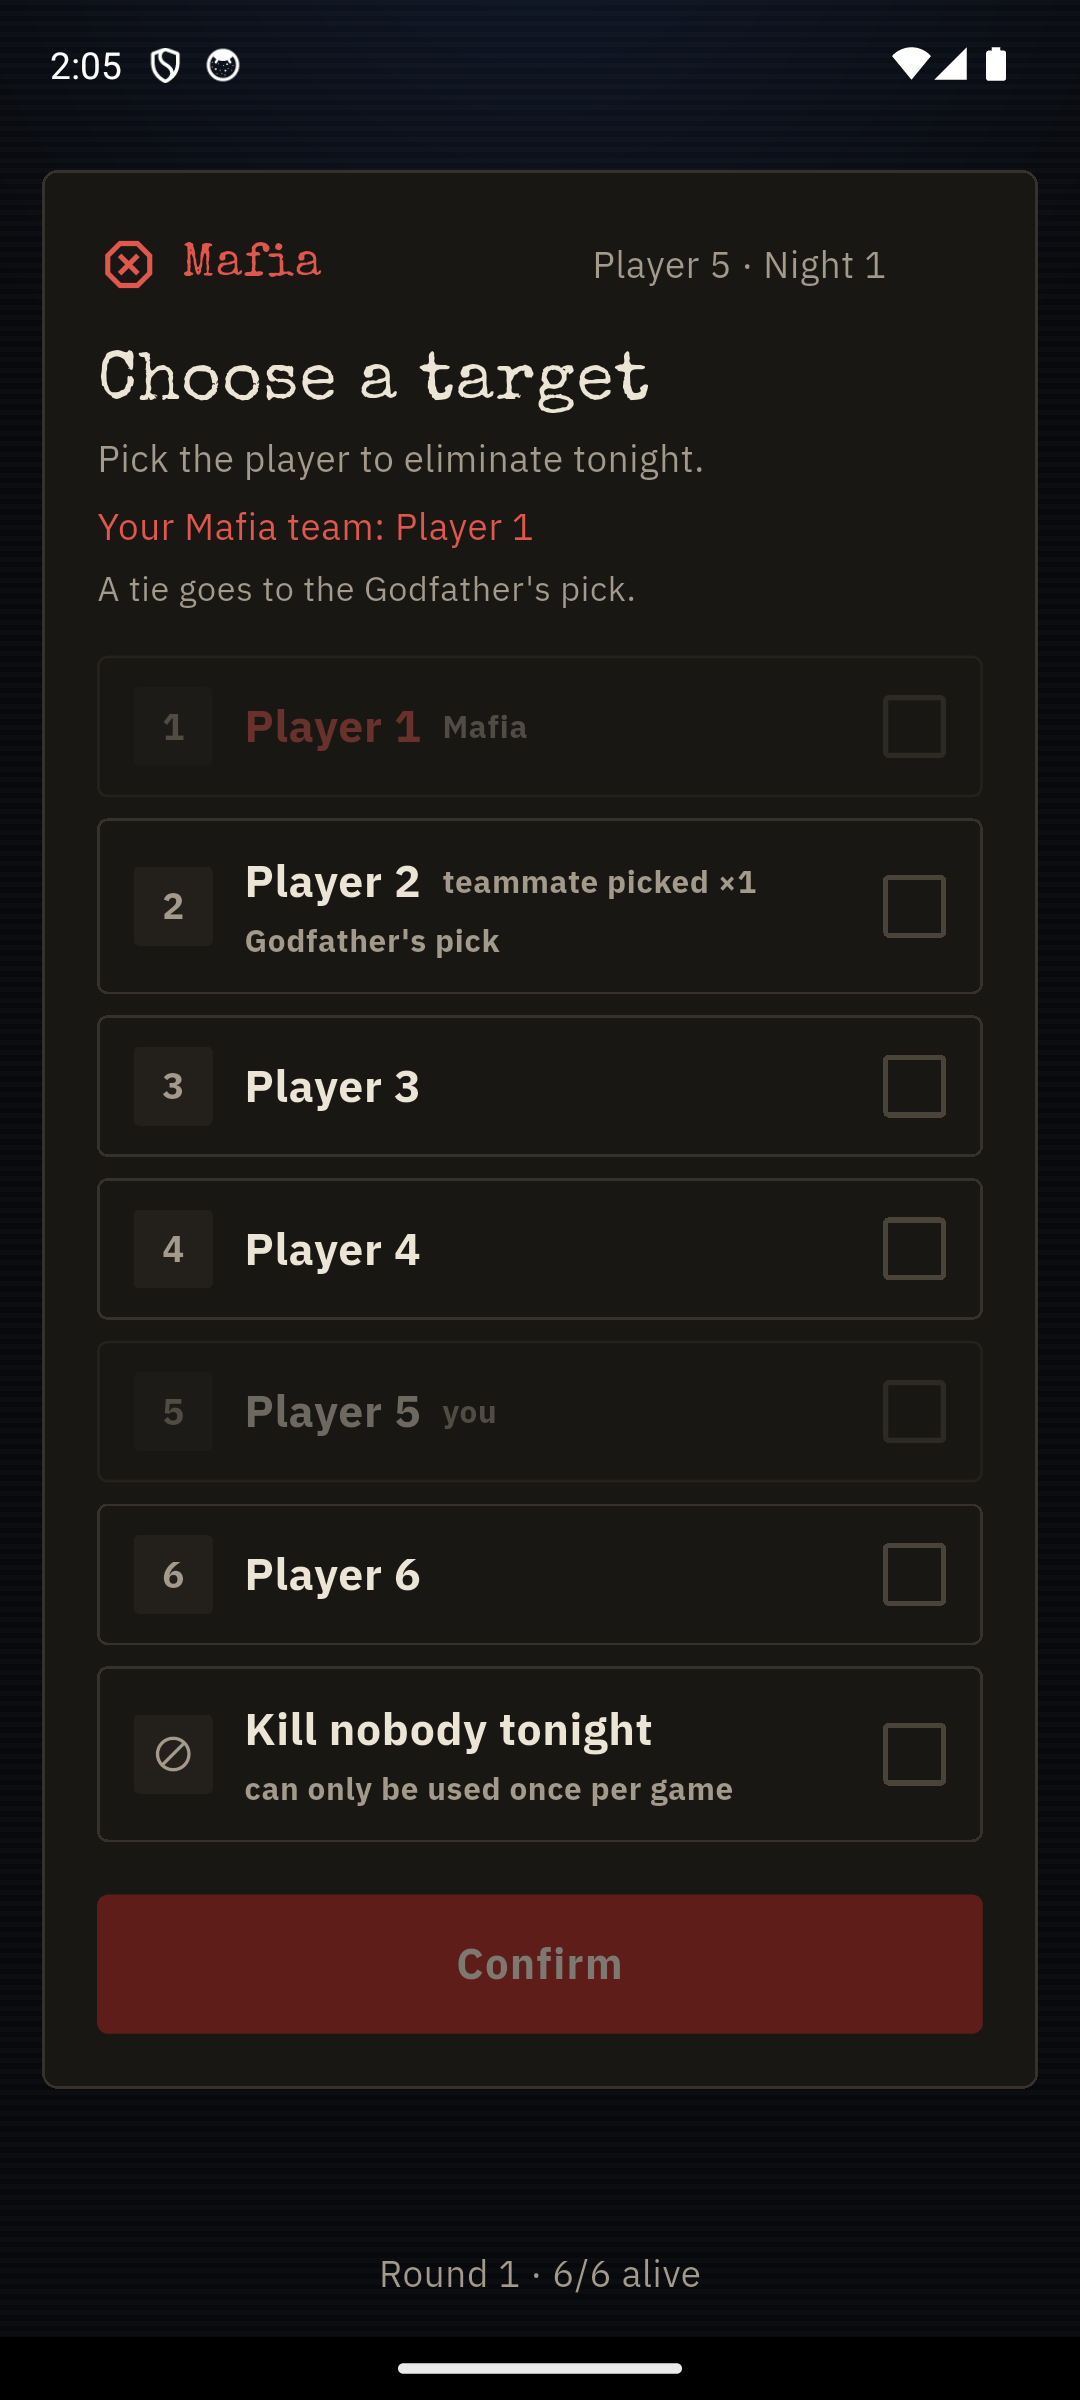 2:05
Mafia
Player 5 · Night 1
Choose a target
Pick the player to eliminate tonight.
Your Mafia team: Player 1
A tie goes to the Godfather's pick.
1 Player 1 Mafia
2 Player 2 teammate picked ×1
Godfather's pick
3 Player 3
4 Player 4
5 Player 5 you
6 Player 6
Kill nobody tonight
can only be used once per game
Confirm
Round 1 · 6/6 alive